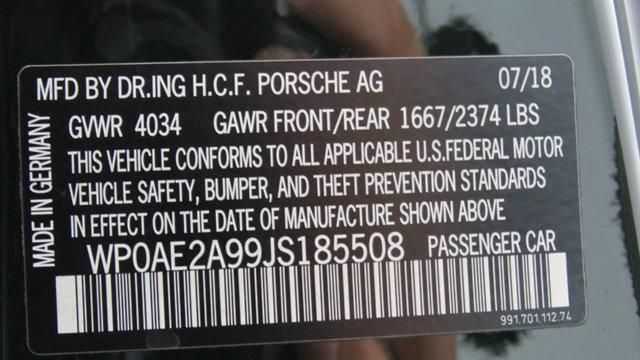 MFD BY DR.ING H.C.F. PORSCHE AG 07/18
GVWR 4034 GAWR FRONT/REAR 1667/2374 LBS
THIS VEHICLE CONFORMS TO ALL APPLICABLE U.S.FEDERAL MOTOR
VEHICLE SAFETY, BUMPER, AND THEFT PREVENTION STANDARDS
IN EFFECT ON THE DATE OF MANUFACTURE SHOWN ABOVE
WP0AE2A99JS185508 PASSENGER CAR
991.701.112.74
MADE IN GERMANY